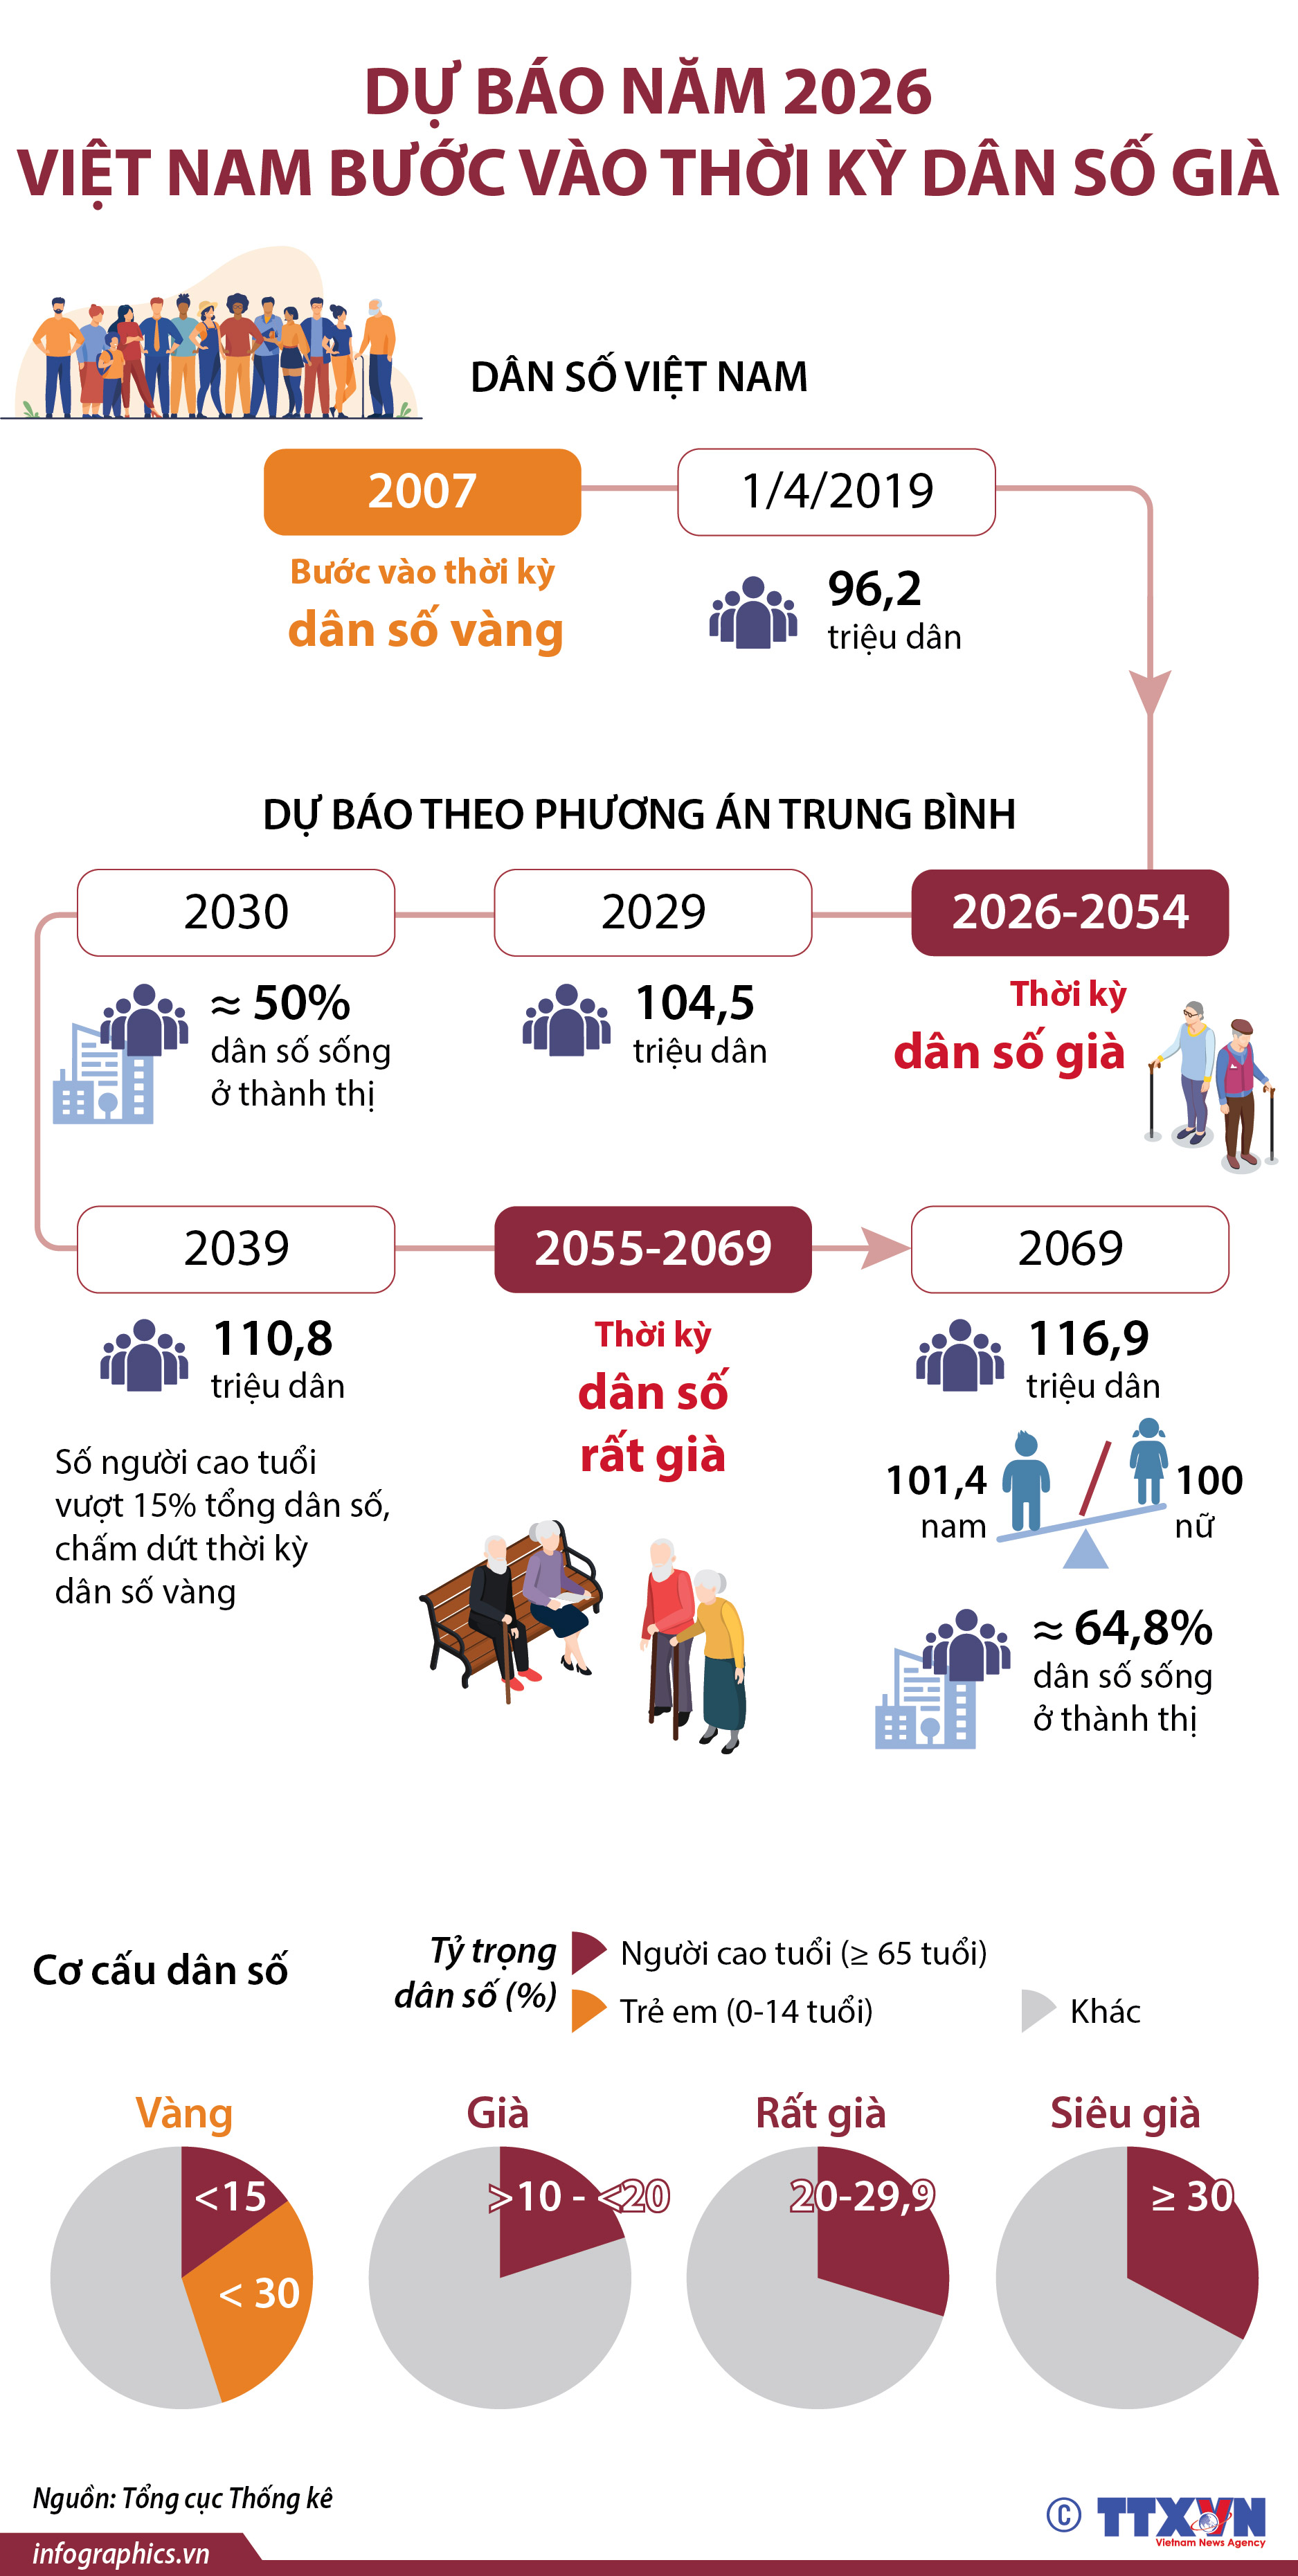 DỰ BÁO NĂM 2026
VIỆT NAM BƯỚC VÀO THỜI KỲ DÂN SỐ GIÀ
DÂN SỐ VIỆT NAM
2007
Bước vào thời kỳ
dân số vàng
1/4/2019
96,2
triệu dân
DỰ BÁO THEO PHƯƠNG ÁN TRUNG BÌNH
2026-2054
Thời kỳ
dân số già
2029
104,5
triệu dân
2030
≈ 50%
dân số sống
ở thành thị
2039
110,8
triệu dân
Số người cao tuổi
vượt 15% tổng dân số,
chấm dứt thời kỳ
dân số vàng
2055-2069
Thời kỳ
dân số
rất già
2069
116,9
triệu dân
101,4
nam
100
nữ
≈ 64,8%
dân số sống
ở thành thị
Cơ cấu dân số
Tỷ trọng
dân số (%)
Người cao tuổi (≥ 65 tuổi)
Trẻ em (0-14 tuổi)
Khác
Vàng
<15
< 30
Già
>10 - <20
Rất già
20-29,9
Siêu già
≥ 30
Nguồn: Tổng cục Thống kê
infographics.vn
© TTXVN
Vietnam News Agency